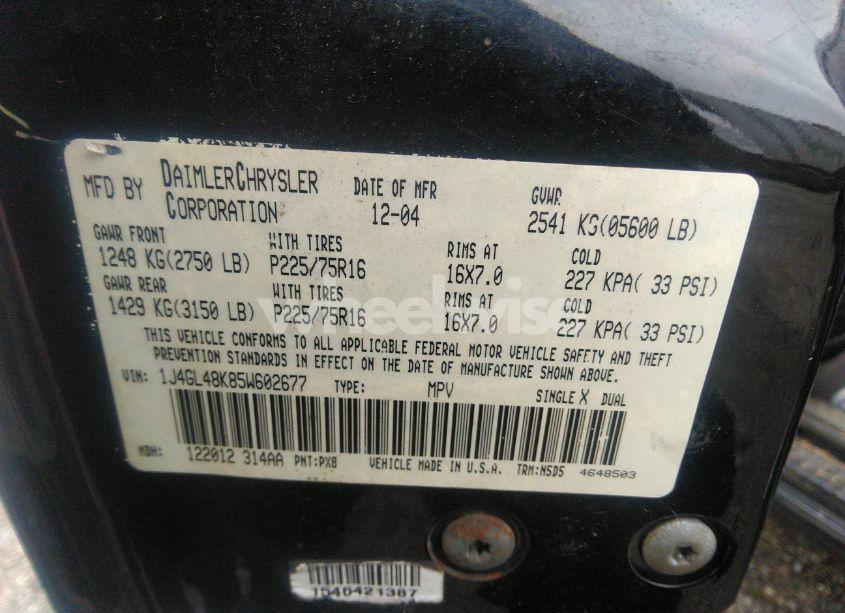 MFD BY DAIMLERCHRYSLER CORPORATION DATE OF MFR 12-04 GVWR 2541 KG(05600 LB)
GAWR FRONT WITH TIRES RIMS AT COLD
1248 KG(2750 LB) P225/75R16 16X7.0 227 KPA( 33 PSI)
GAWR REAR WITH TIRES RIMS AT COLD
1429 KG(3150 LB) P225/75R16 16X7.0 227 KPA( 33 PSI)
THIS VEHICLE CONFORMS TO ALL APPLICABLE FEDERAL MOTOR VEHICLE SAFETY AND THEFT
PREVENTION STANDARDS IN EFFECT ON THE DATE OF MANUFACTURE SHOWN ABOVE.
VIN: 1J4GL48K85W602677 TYPE: MPV SINGLE X DUAL
MDH: 122012 314AA PNT:PX8 VEHICLE MADE IN U.S.A. TRM:N5D5 4648503
1546421387
wheelwise